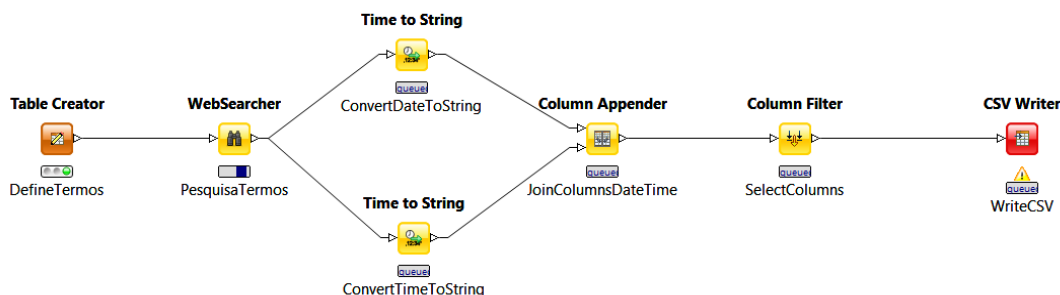 Time to String
queue
ConvertDateToString
Table Creator
WebSearcher
Column Appender
Column Filter
CSV Writer
DefineTermos
PesquisaTermos
queue
JoinColumnsDateTime
queue
SelectColumns
queue
WriteCSV
Time to String
queue
ConvertTimeToString